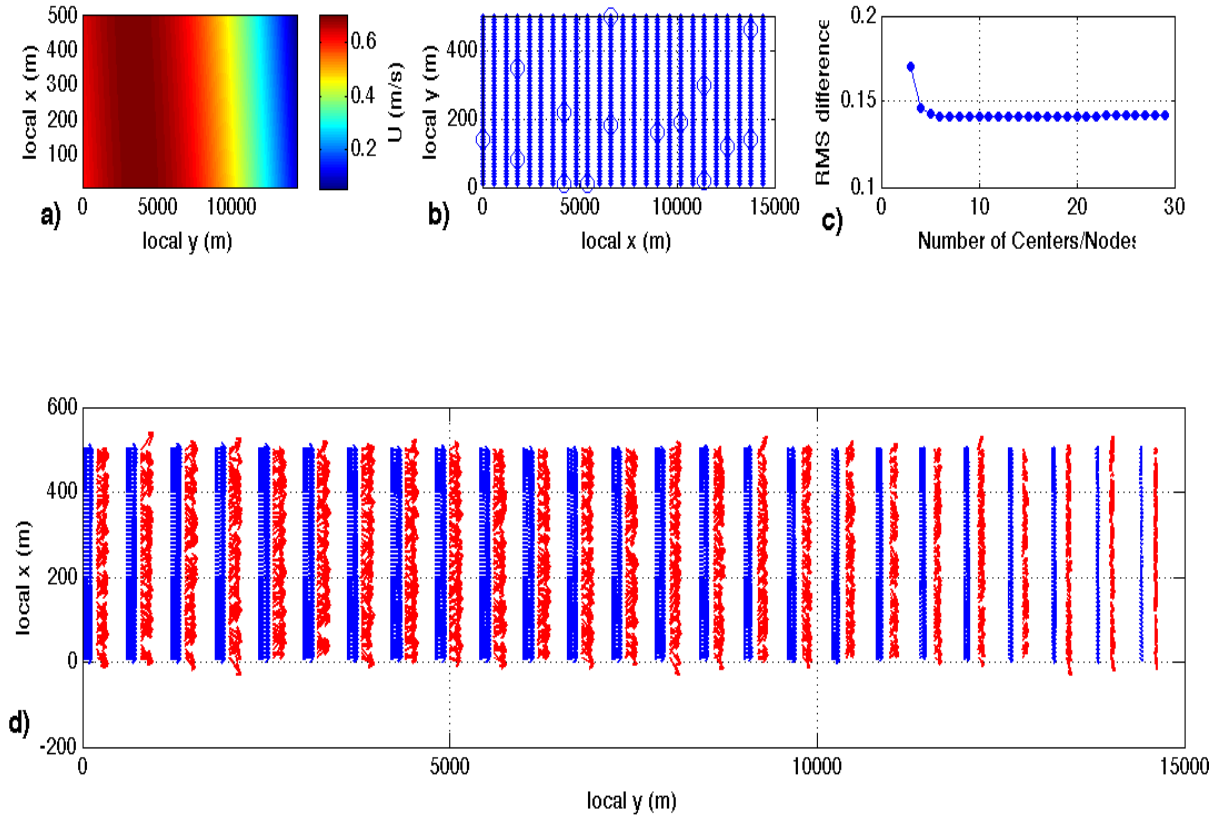 500
400
300
200
100
local x (m)
0
5000
10000
local y (m)
a)
0.6
0.4
0.2
U (m/s)
400
200
0
local y (m)
0
5000
10000
15000
local x (m)
b)
0.2
0.15
0.1
RMS difference
0
10
20
30
Number of Centers/Nodes
c)
600
400
200
0
-200
local x (m)
0
5000
10000
15000
local y (m)
d)